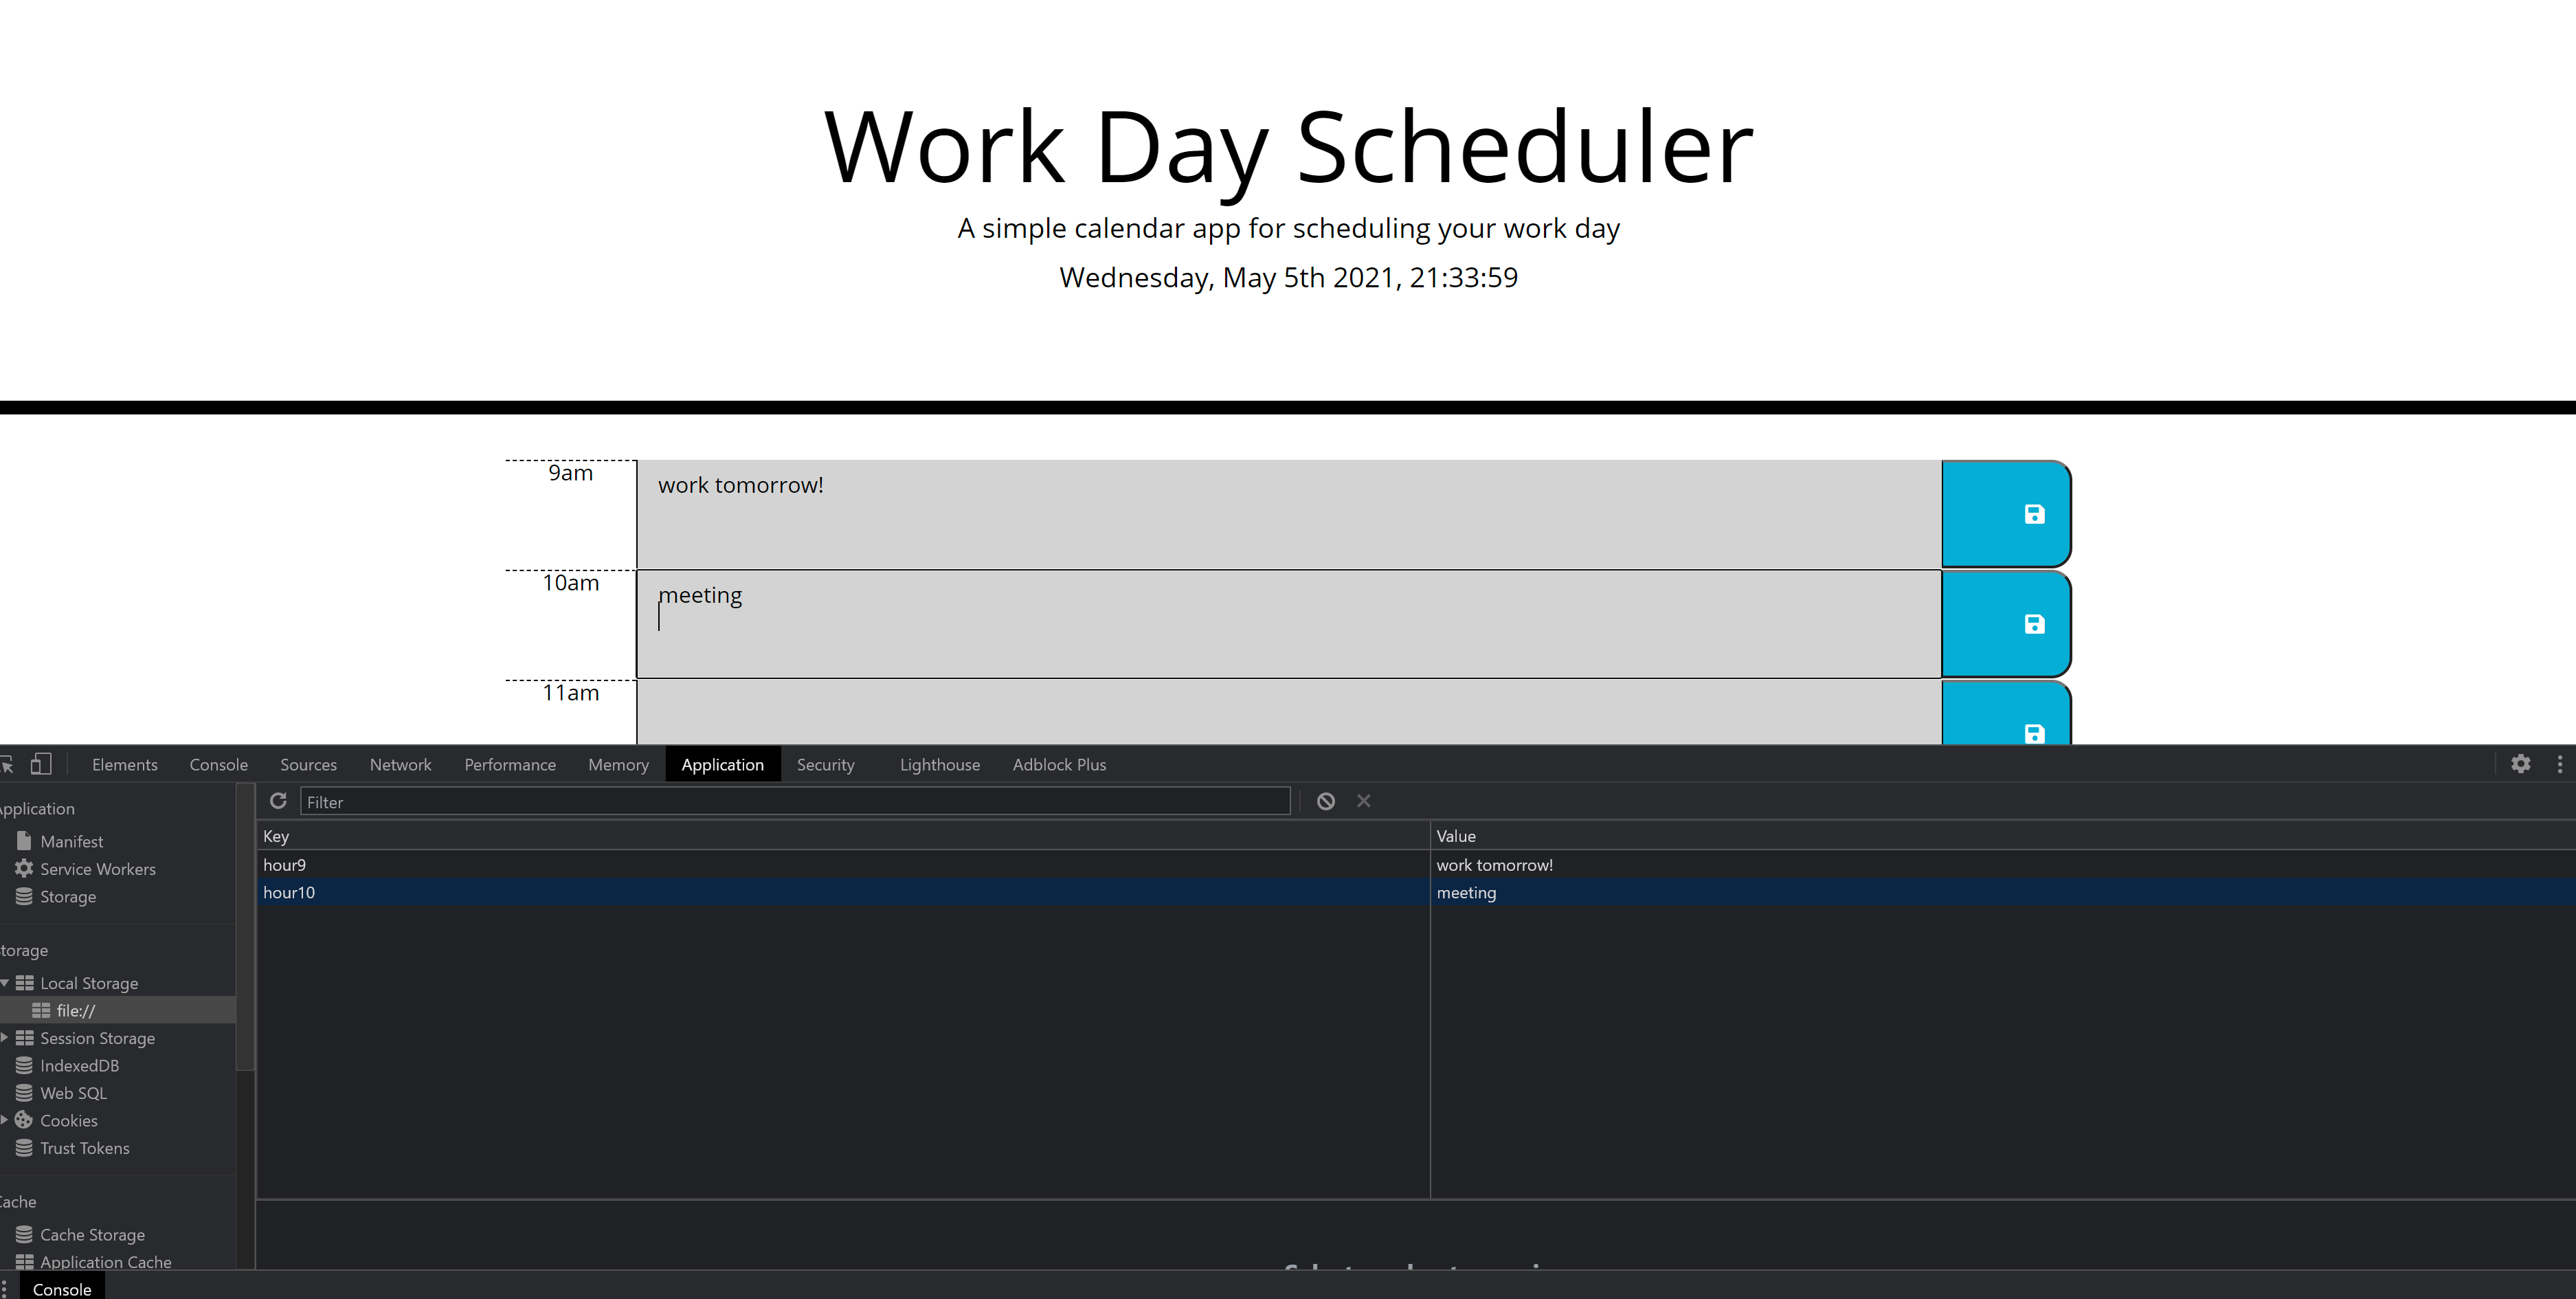 Work Day Scheduler
A simple calendar app for scheduling your work day
Wednesday, May 5th 2021, 21:33:59
9am
work tomorrow!
10am
meeting
11am
Elements Console Sources Network Performance Memory Application Security Lighthouse Adblock Plus
pplication
Manifest
Service Workers
Storage
torage
Local Storage
file://
Session Storage
IndexedDB
Web SQL
Cookies
Trust Tokens
ache
Cache Storage
Application Cache
Filter
Key Value
hour9 work tomorrow!
hour10 meeting
Console